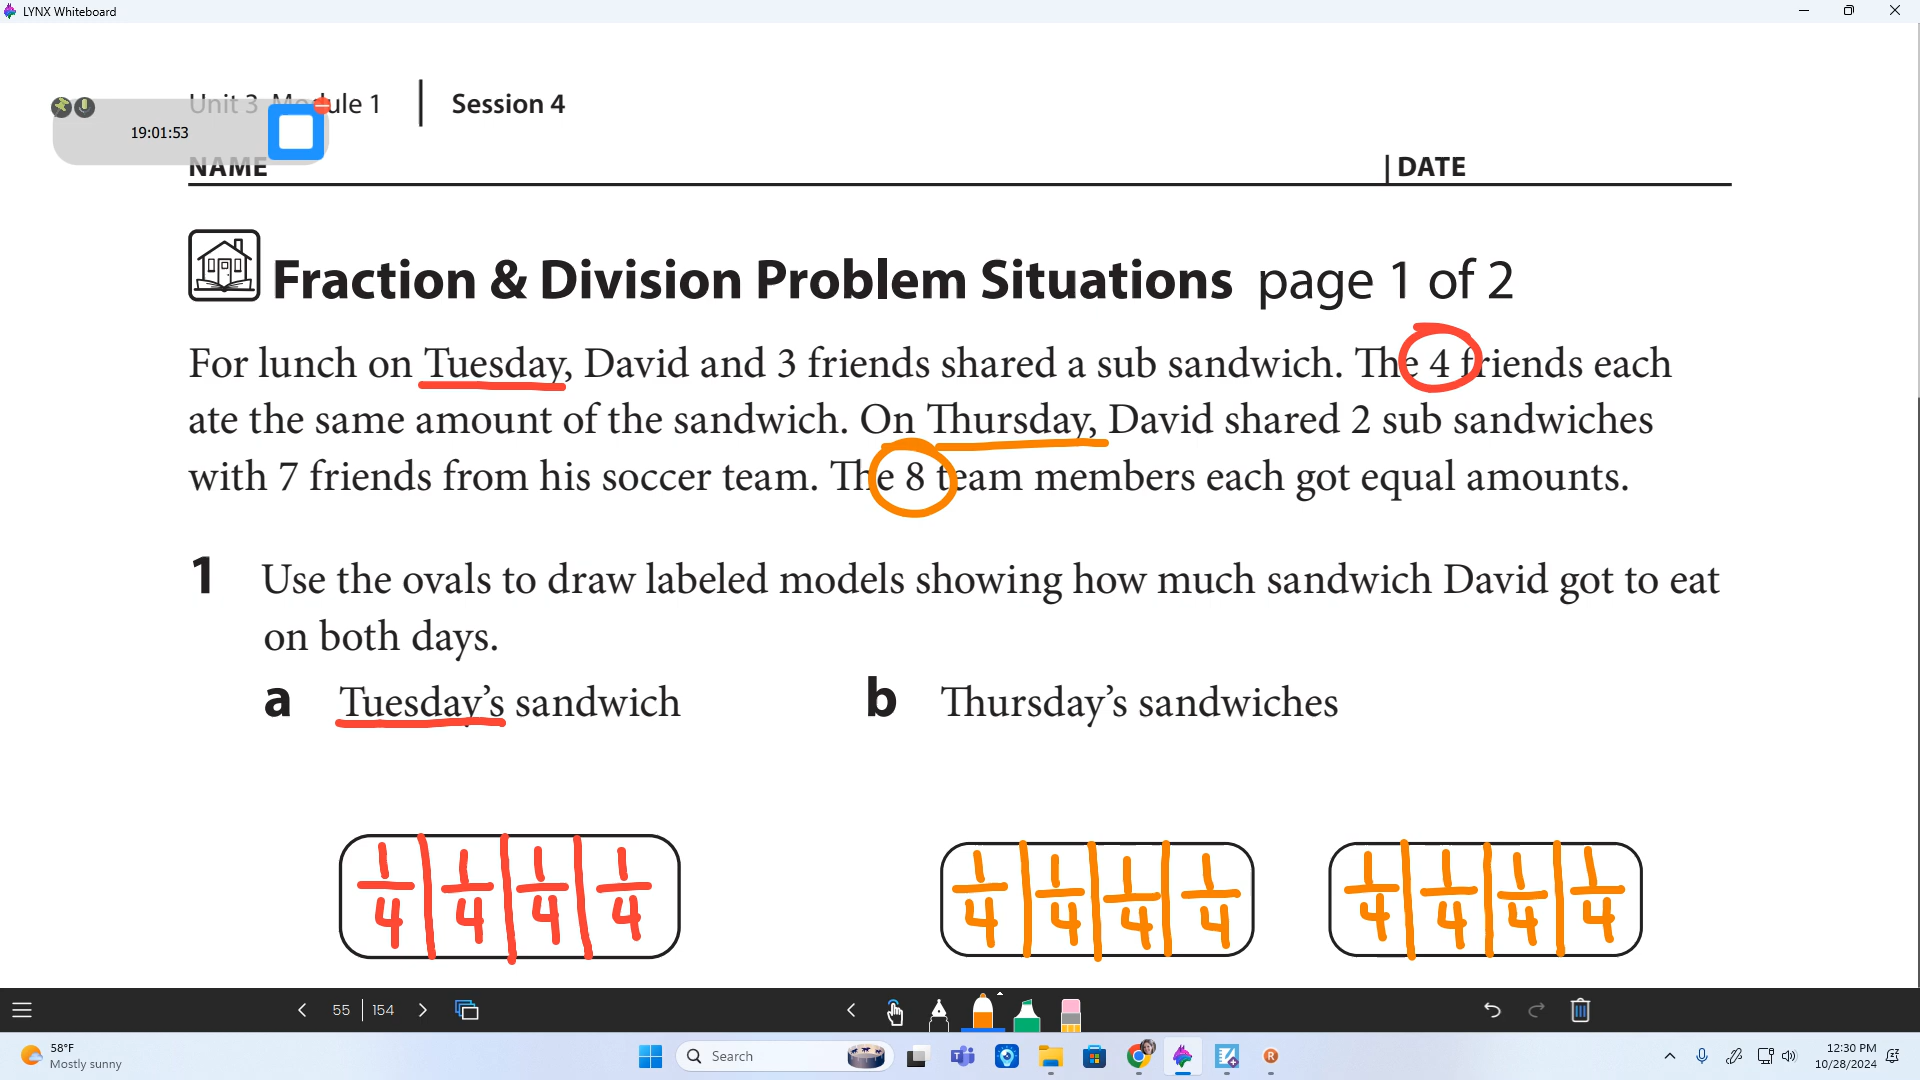 LYNX Whiteboard
Unit 3 Module 1 | Session 4
19:01:53
NAME | DATE
Fraction & Division Problem Situations page 1 of 2
For lunch on Tuesday, David and 3 friends shared a sub sandwich. The 4 friends each
ate the same amount of the sandwich. On Thursday, David shared 2 sub sandwiches
with 7 friends from his soccer team. The 8 team members each got equal amounts.
1 Use the ovals to draw labeled models showing how much sandwich David got to eat
on both days.
a Tuesday's sandwich b Thursday's sandwiches
1/4 1/4 1/4 1/4 1/4 1/4 1/4 1/4 1/4 1/4 1/4 1/4
55 | 154
58°F
Mostly sunny
Search
12:30 PM
10/28/2024